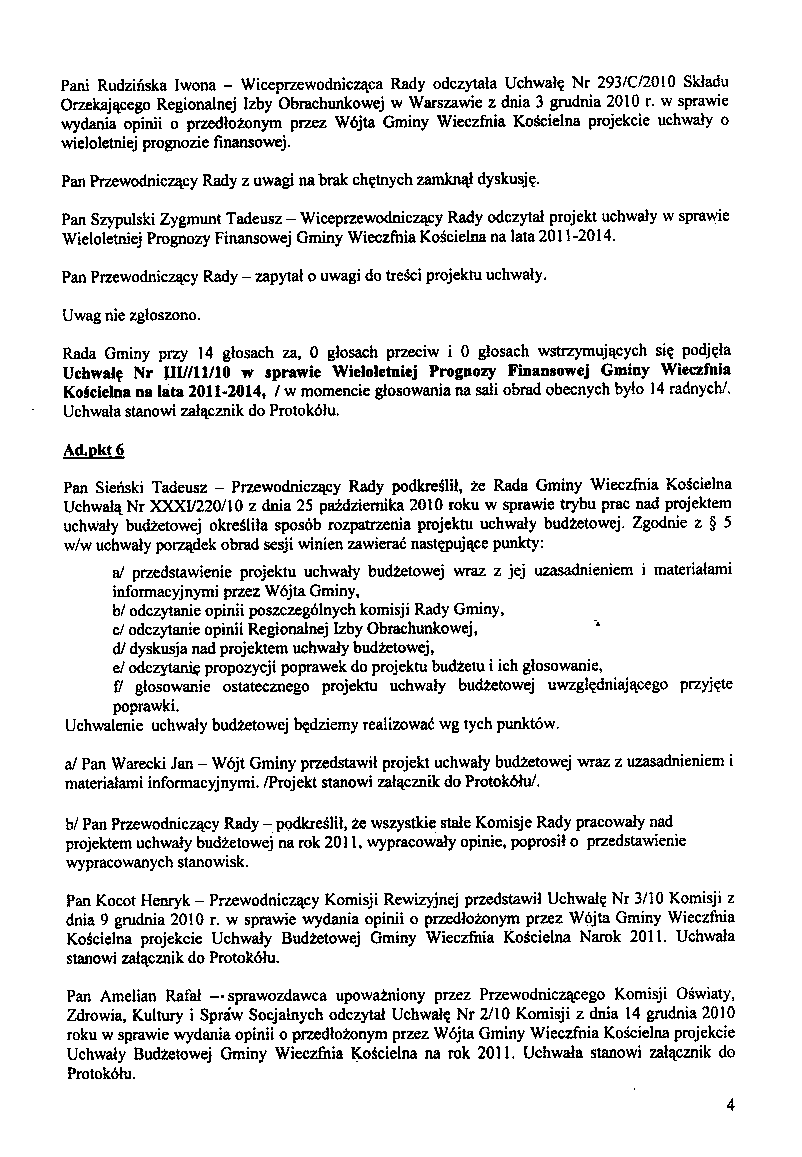 Pani Rudzińska Iwona – Wiceprzewodnicząca Rady odczytała Uchwałę Nr 293/C/2010 Składu
Orzekającego Regionalnej Izby Obrachunkowej w Warszawie z dnia 3 grudnia 2010 r. w sprawie
wydania opinii o przedłożonym przez Wójta Gminy Wieczfnia Kościelna projekcie uchwały o
wieloletniej prognozie finansowej.
Pan Przewodniczący Rady z uwagi na brak chętnych zamknął dyskusję.
Pan Szypulski Zygmunt Tadeusz – Wiceprzewodniczący Rady odczytał projekt uchwały w sprawie
Wieloletniej Prognozy Finansowej Gminy Wieczfnia Kościelna na lata 2011-2014.
Pan Przewodniczący Rady – zapytał o uwagi do treści projektu uchwały.
Uwag nie zgłoszono.
Rada Gminy przy 14 głosach za, 0 głosach przeciw i 0 głosach wstrzymujących się podjęła
Uchwałę Nr III//11/10 w sprawie Wieloletniej Prognozy Finansowej Gminy Wieczfnia
Kościelna na lata 2011-2014, / w momencie głosowania na sali obrad obecnych było 14 radnych/.
Uchwała stanowi załącznik do Protokółu.
Ad.pkt 6
Pan Sieński Tadeusz – Przewodniczący Rady podkreślił, że Rada Gminy Wieczfnia Kościelna
Uchwałą Nr XXXI/220/10 z dnia 25 października 2010 roku w sprawie trybu prac nad projektem
uchwały budżetowej określiła sposób rozpatrzenia projektu uchwały budżetowej. Zgodnie z § 5
w/w uchwały porządek obrad sesji winien zawierać następujące punkty:
a/ przedstawienie projektu uchwały budżetowej wraz z jej uzasadnieniem i materiałami
informacyjnymi przez Wójta Gminy,
b/ odczytanie opinii poszczególnych komisji Rady Gminy,
c/ odczytanie opinii Regionalnej Izby Obrachunkowej,
d/ dyskusja nad projektem uchwały budżetowej,
e/ odczytanię propozycji poprawek do projektu budżetu i ich głosowanie,
f/ głosowanie ostatecznego projektu uchwały budżetowej uwzględniającego przyjęte
poprawki.
Uchwalenie uchwały budżetowej będziemy realizować wg tych punktów.
a/ Pan Warecki Jan – Wójt Gminy przedstawił projekt uchwały budżetowej wraz z uzasadnieniem i
materiałami informacyjnymi. /Projekt stanowi załącznik do Protokółu/.
b/ Pan Przewodniczący Rady – podkreślił, że wszystkie stałe Komisje Rady pracowały nad
projektem uchwały budżetowej na rok 2011, wypracowały opinie, poprosił o przedstawienie
wypracowanych stanowisk.
Pan Kocot Henryk – Przewodniczący Komisji Rewizyjnej przedstawił Uchwałę Nr 3/10 Komisji z
dnia 9 grudnia 2010 r. w sprawie wydania opinii o przedłożonym przez Wójta Gminy Wieczfnia
Kościelna projekcie Uchwały Budżetowej Gminy Wieczfnia Kościelna Narok 2011. Uchwała
stanowi załącznik do Protokółu.
Pan Amelian Rafał – sprawozdawca upoważniony przez Przewodniczącego Komisji Oświaty,
Zdrowia, Kultury i Spraw Socjalnych odczytał Uchwałę Nr 2/10 Komisji z dnia 14 grudnia 2010
roku w sprawie wydania opinii o przedłożonym przez Wójta Gminy Wieczfnia Kościelna projekcie
Uchwały Budżetowej Gminy Wieczfnia Kościelna na rok 2011. Uchwała stanowi załącznik do
Protokółu.
4